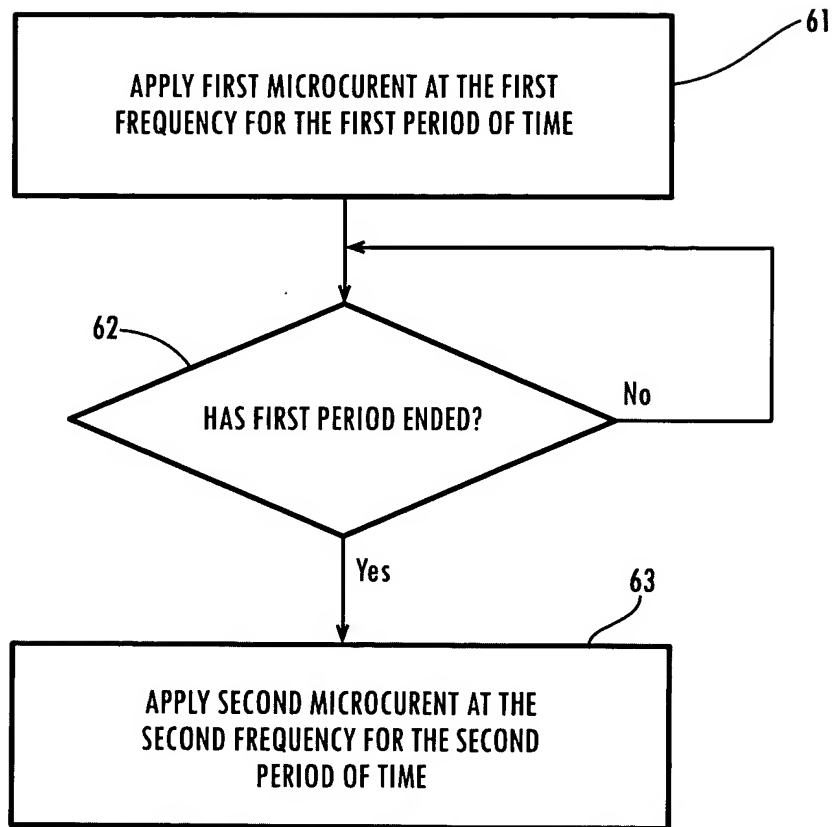 61
APPLY FIRST MICROCURENT AT THE FIRST
FREQUENCY FOR THE FIRST PERIOD OF TIME
62
HAS FIRST PERIOD ENDED?
No
Yes
63
APPLY SECOND MICROCURENT AT THE
SECOND FREQUENCY FOR THE SECOND
PERIOD OF TIME